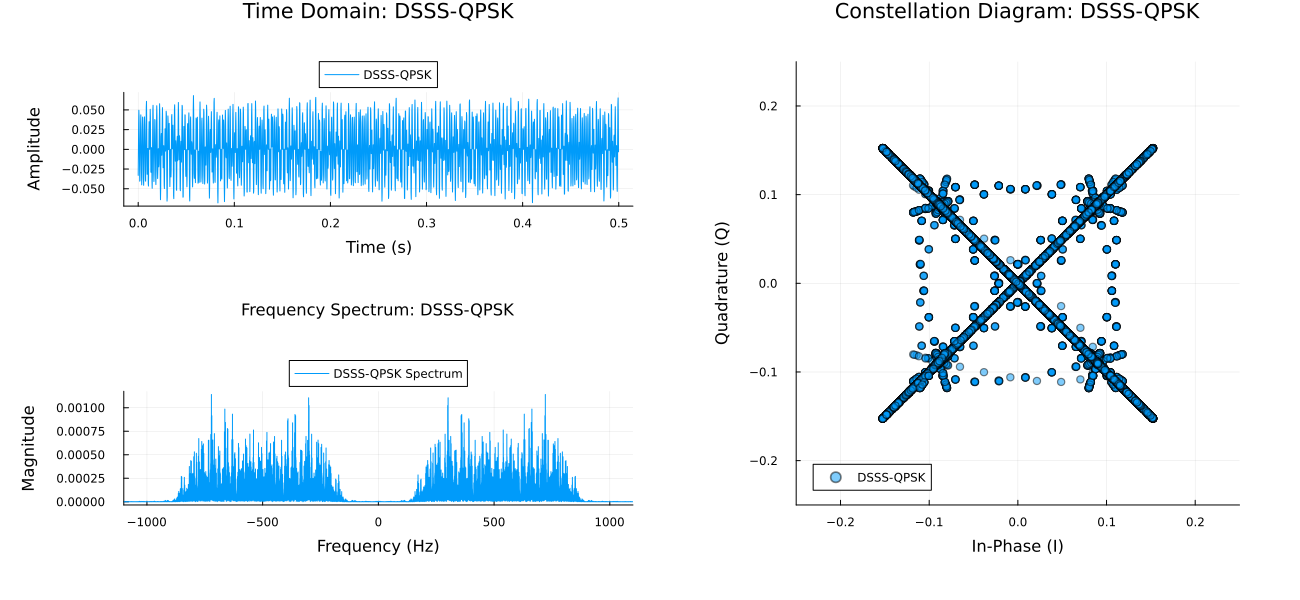 Time Domain: DSSS-QPSK
DSSS-QPSK
Amplitude
0.050
0.025
0.000
−0.025
−0.050
0.0 0.1 0.2 0.3 0.4 0.5
Time (s)
Frequency Spectrum: DSSS-QPSK
DSSS-QPSK Spectrum
Magnitude
0.00100
0.00075
0.00050
0.00025
0.00000
−1000 −500 0 500 1000
Frequency (Hz)
Constellation Diagram: DSSS-QPSK
Quadrature (Q)
0.2
0.1
0.0
−0.1
−0.2
DSSS-QPSK
−0.2 −0.1 0.0 0.1 0.2
In-Phase (I)